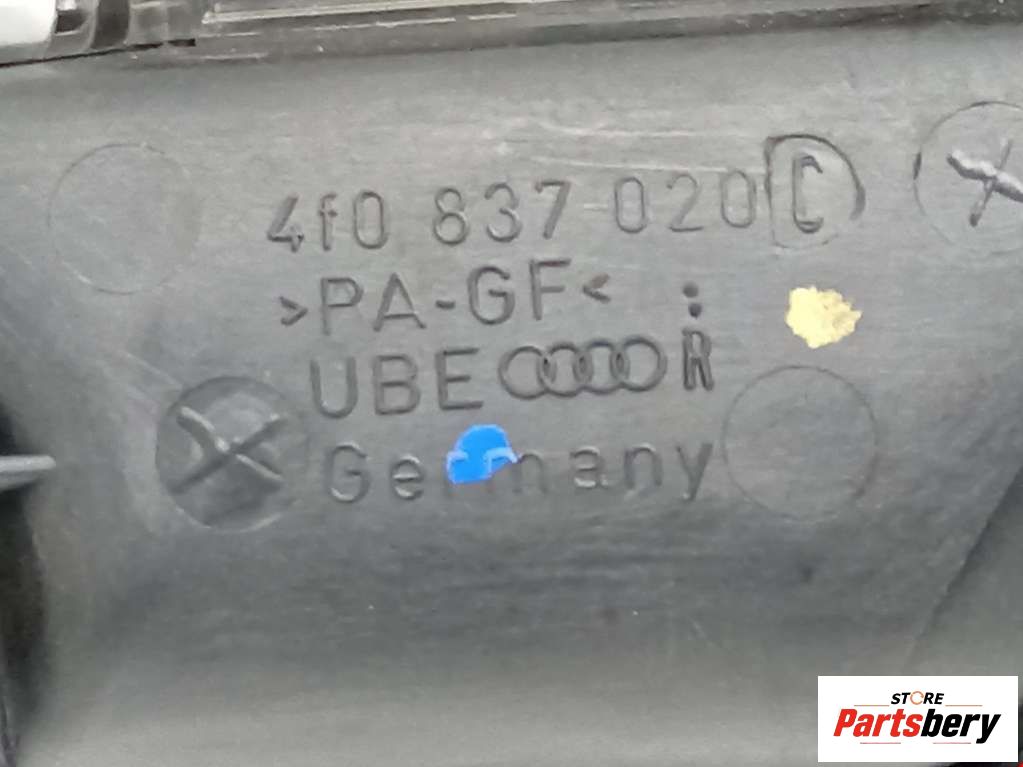 4f0 837 020 C
>PA-GF<
UBE R
Germany
STORE
Partsbery